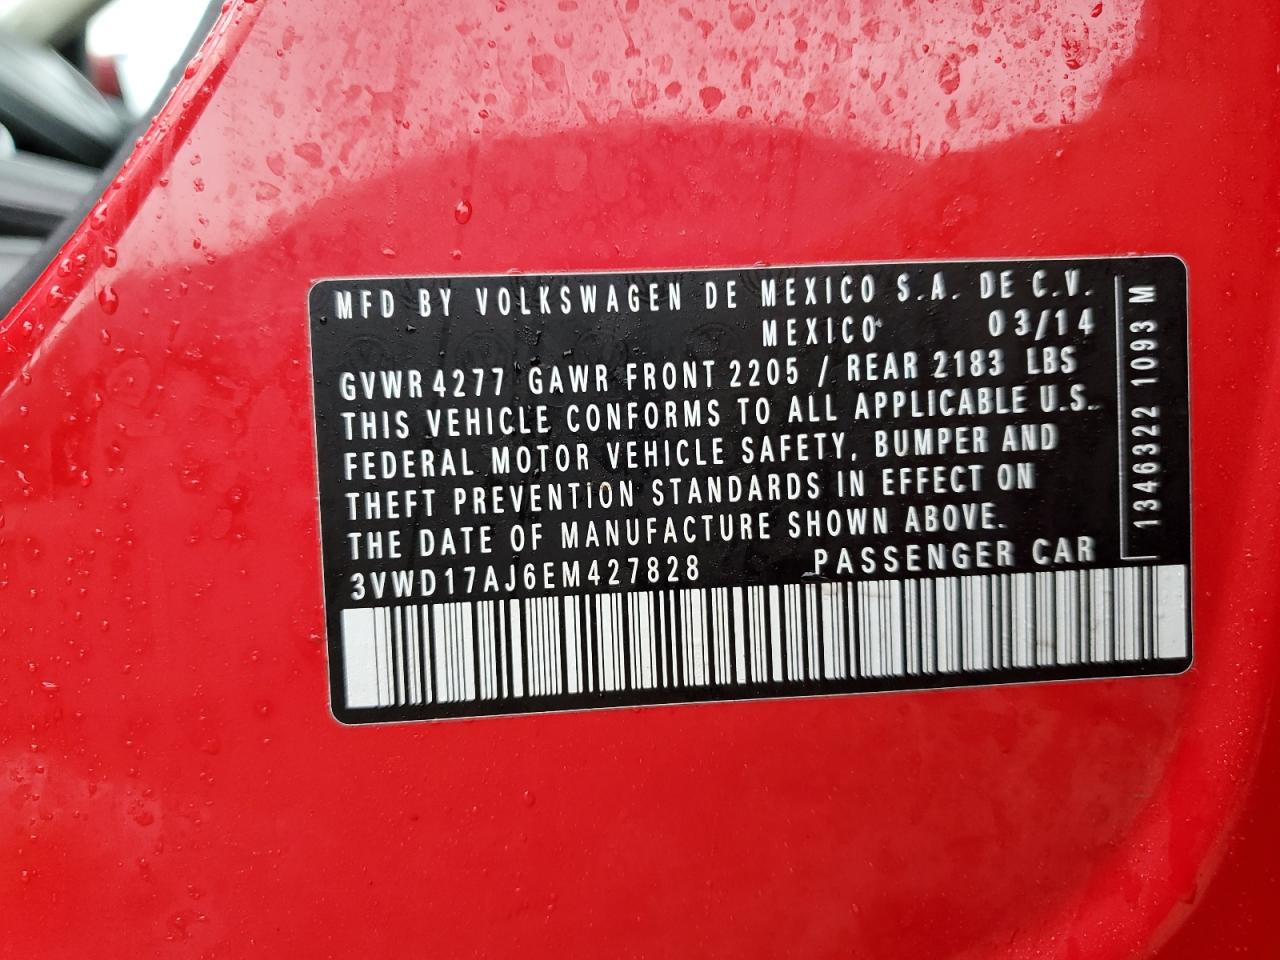 MFD BY VOLKSWAGEN DE MEXICO S.A. DE C.V.
MEXICO 03/14
GVWR 4277 GAWR FRONT 2205 / REAR 2183 LBS
THIS VEHICLE CONFORMS TO ALL APPLICABLE U.S.
FEDERAL MOTOR VEHICLE SAFETY, BUMPER AND
THEFT PREVENTION STANDARDS IN EFFECT ON
THE DATE OF MANUFACTURE SHOWN ABOVE.
3VWD17AJ6EM427828 PASSENGER CAR
1346322 1093 M